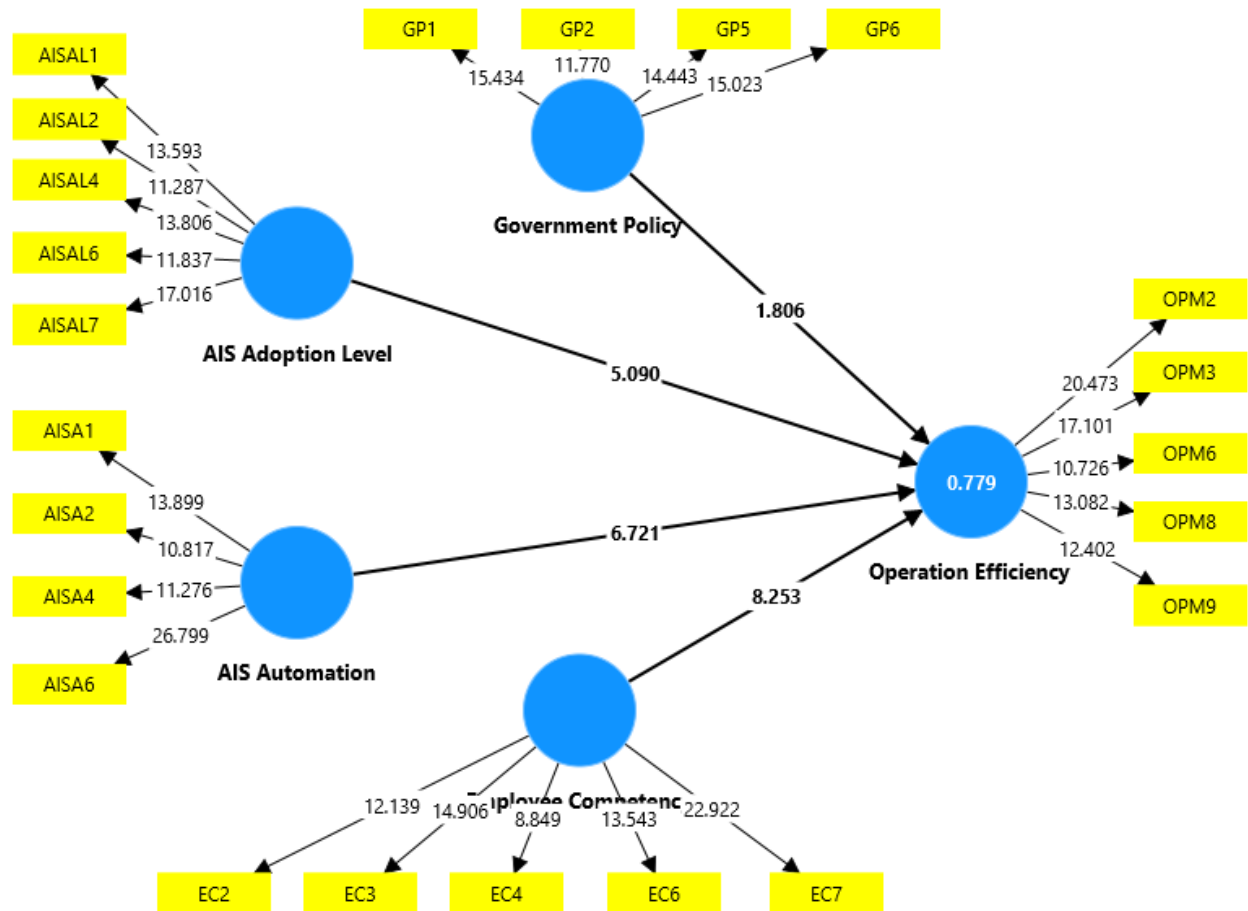 GP1
GP2
GP5
GP6
15.434
11.770
14.443
15.023
Government Policy
AISAL1
AISAL2
AISAL4
AISAL6
AISAL7
13.593
11.287
13.806
11.837
17.016
AIS Adoption Level
1.806
5.090
6.721
8.253
AISA1
AISA2
AISA4
AISA6
13.899
10.817
11.276
26.799
AIS Automation
0.779
Operation Efficiency
20.473
17.101
10.726
13.082
12.402
OPM2
OPM3
OPM6
OPM8
OPM9
12.139
14.906
8.849
13.543
22.922
EC2
EC3
EC4
EC6
EC7